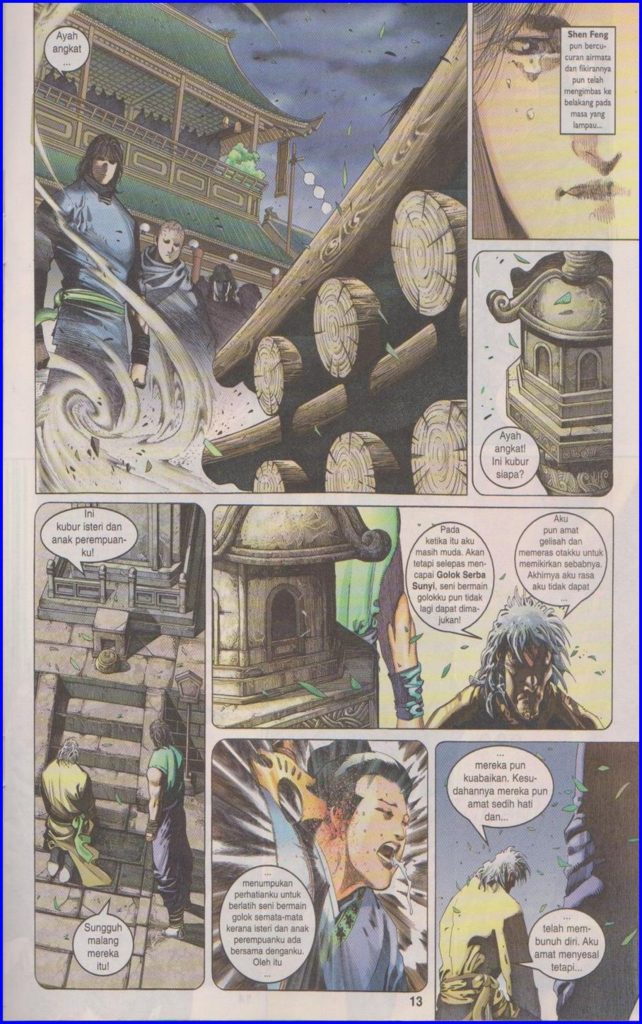 Ayah
angkat
...
Shen Feng
pun bercu-
curan airmata
dan fikirannya
pun telah
mengimbas ke
belakang pada
masa yang
lampau...
Ayah
angkat!
Ini kubur
siapa?
Ini
kubur isteri dan
anak perempuan-
ku!
Sungguh
malang
mereka
itu!
Pada
ketika itu aku
masih muda. Akan
tetapi selepas men-
capai Golok Serba
Sunyi, seni bermain
golokku pun tidak
lagi dapat dima-
jukan!
Aku
pun amat
gelisah dan
memeras otakku untuk
memikirkan sebabnya.
Akhirnya aku rasa
aku tidak dapat
...
...
menumpukan
perhatianku untuk
berlatih seni bermain
golok semata-mata
kerana isteri dan anak
perempuanku ada
bersama denganku.
Oleh itu
...
...
mereka pun
kuabaikan. Kesu-
dahannya mereka pun
amat sedih hati
dan...
...
telah mem-
bunuh diri. Aku
amat menyesal
tetapi...
13